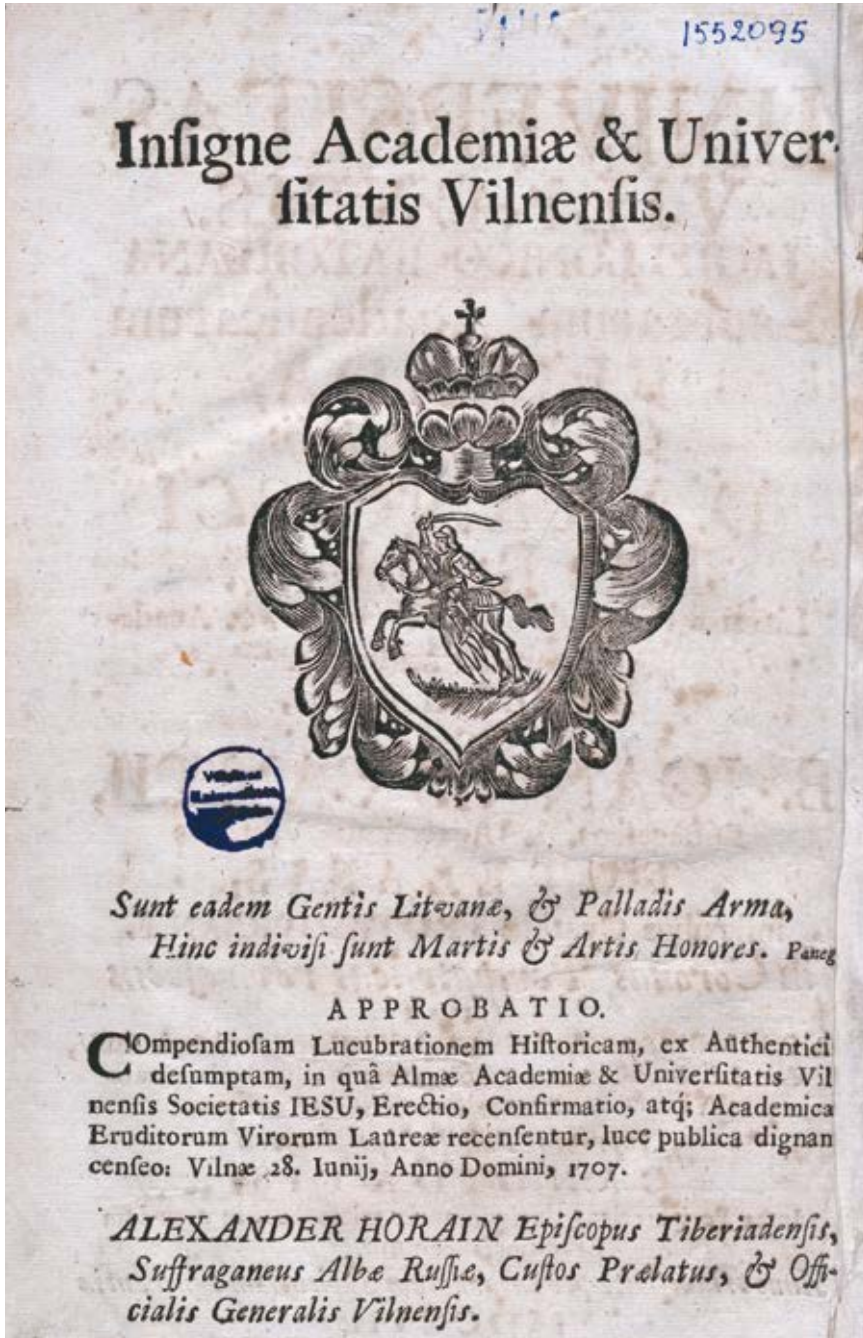 1552095
Inſigne Academiæ & Univer-
ſitatis Vilnenſis.
Sunt eadem Gentis Litvanæ, & Palladis Arma,
Hinc indiviſi ſunt Martis & Artis Honores. Paneg
APPROBATIO.
COmpendioſam Lucubrationem Hiſtoricam, ex Authentici
deſumptam, in quâ Almæ Academiæ & Univerſitatis Vil
nenſis Societatis IESU, Erectio, Confirmatio, atq́; Academica
Eruditorum Virorum Laureæ recenſentur, luce publica dignan
cenſeo: Vilnæ 28. Iunij, Anno Domini, 1707.
ALEXANDER HORAIN Epiſcopus Tiberiadenſis,
Suffraganeus Albæ Ruſſiæ, Cuſtos Prælatus, & Offi-
cialis Generalis Vilnenſis.